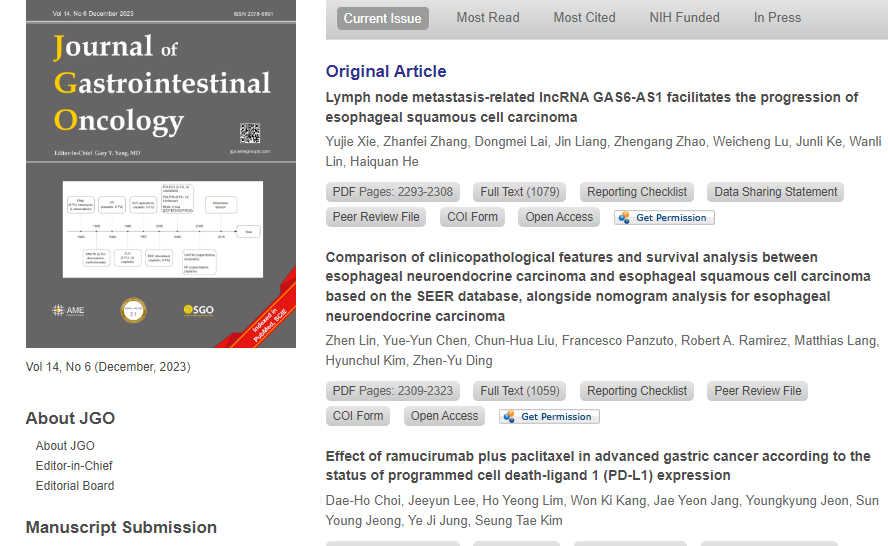 Vol 14, No 6 December 2023
ISSN 2078-6891
Journal of
Gastrointestinal
Oncology
Editor-in-Chief: Gary Y. Yang, MD
jgo.amegroups.com
AME
2.1
SGO
Indexed in
PubMed, SCIE
Vol 14, No 6 (December, 2023)
About JGO
About JGO
Editor-in-Chief
Editorial Board
Manuscript Submission
Current Issue
Most Read
Most Cited
NIH Funded
In Press
Original Article
Lymph node metastasis-related lncRNA GAS6-AS1 facilitates the progression of
esophageal squamous cell carcinoma
Yujie Xie, Zhanfei Zhang, Dongmei Lai, Jin Liang, Zhengang Zhao, Weicheng Lu, Junli Ke, Wanli
Lin, Haiquan He
PDF Pages: 2293-2308
Full Text (1079)
Reporting Checklist
Data Sharing Statement
Peer Review File
COI Form
Open Access
Get Permission
Comparison of clinicopathological features and survival analysis between
esophageal neuroendocrine carcinoma and esophageal squamous cell carcinoma
based on the SEER database, alongside nomogram analysis for esophageal
neuroendocrine carcinoma
Zhen Lin, Yue-Yun Chen, Chun-Hua Liu, Francesco Panzuto, Robert A. Ramirez, Matthias Lang,
Hyunchul Kim, Zhen-Yu Ding
PDF Pages: 2309-2323
Full Text (1059)
Reporting Checklist
Peer Review File
COI Form
Open Access
Get Permission
Effect of ramucirumab plus paclitaxel in advanced gastric cancer according to the
status of programmed cell death-ligand 1 (PD-L1) expression
Dae-Ho Choi, Jeeyun Lee, Ho Yeong Lim, Won Ki Kang, Jae Yeon Jang, Youngkyung Jeon, Sun
Young Jeong, Ye Ji Jung, Seung Tae Kim